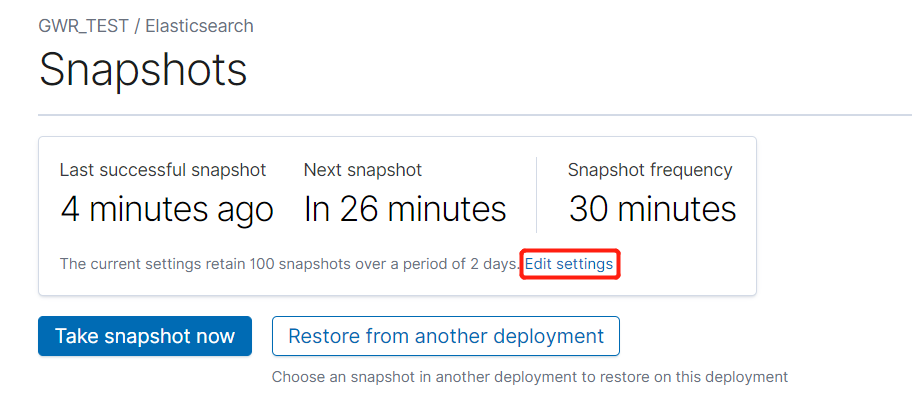 GWR_TEST / Elasticsearch
Snapshots
Last successful snapshot
4 minutes ago
Next snapshot
In 26 minutes
Snapshot frequency
30 minutes
The current settings retain 100 snapshots over a period of 2 days. Edit settings
Take snapshot now
Restore from another deployment
Choose an snapshot in another deployment to restore on this deployment